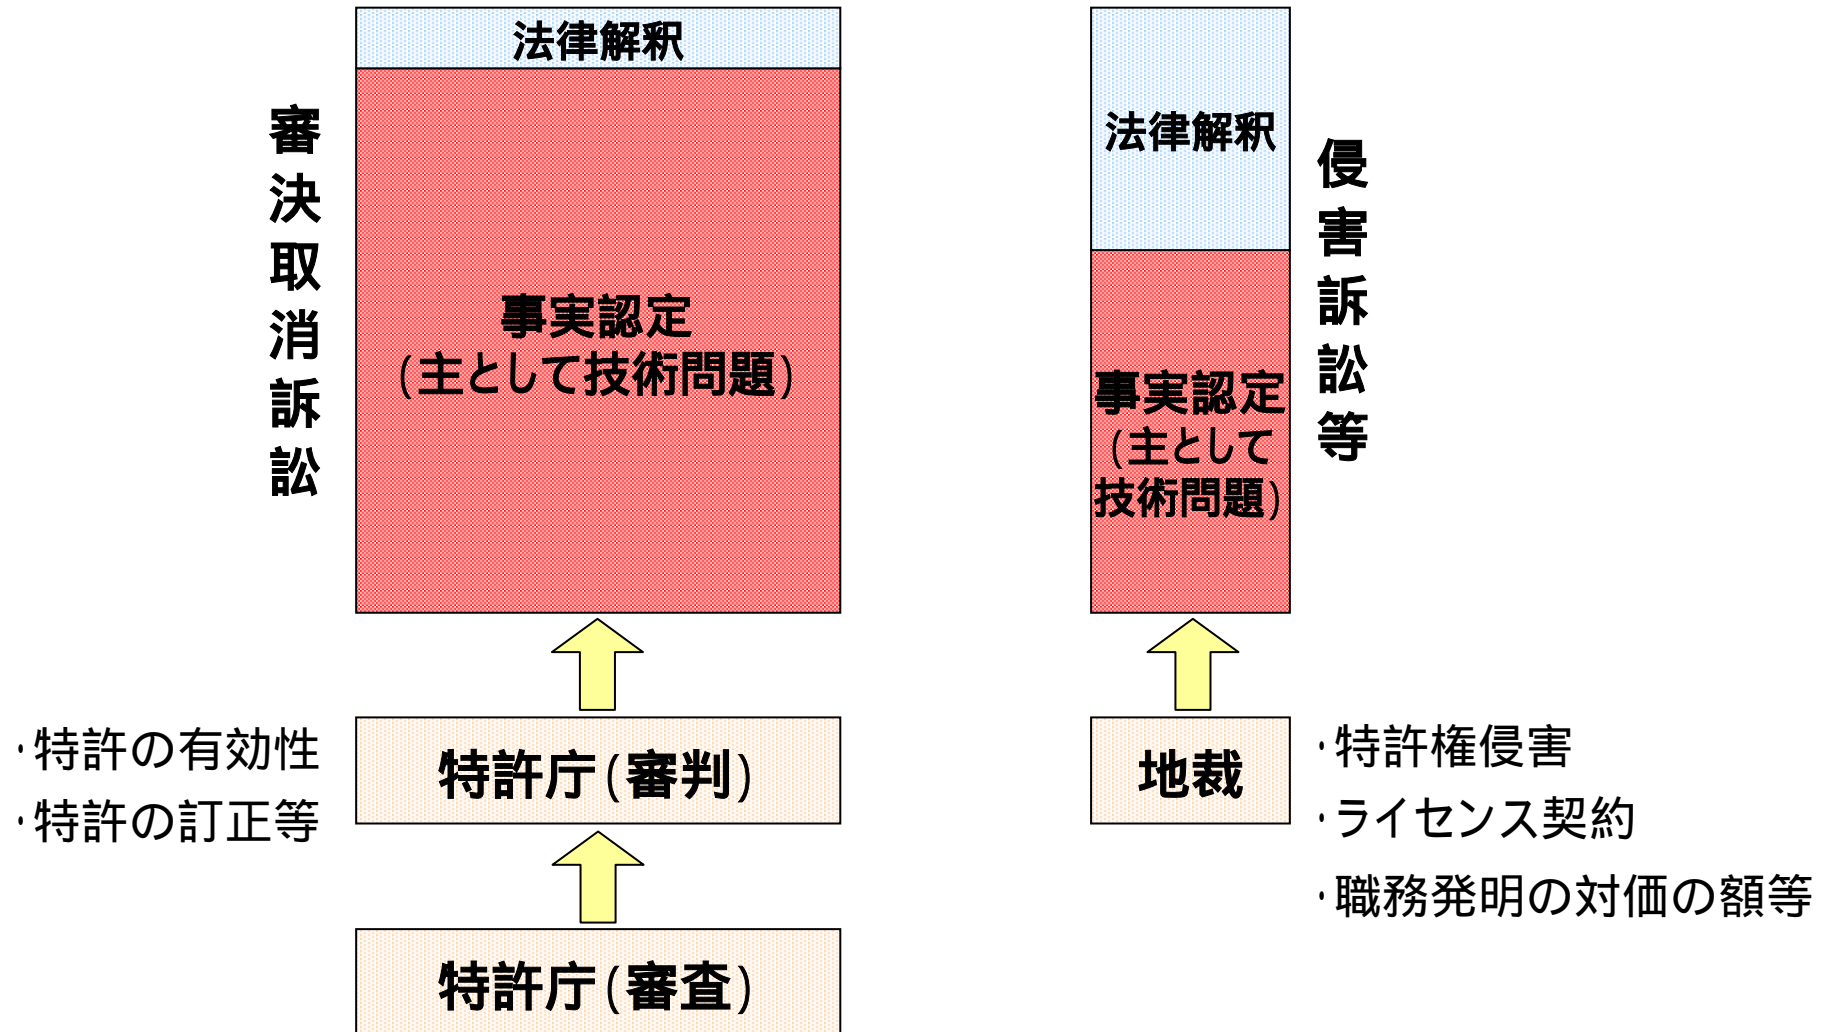 審決取消訴訟
法律解釈
事実認定
(主として技術問題)
・特許の有効性
・特許の訂正等
特許庁(審判)
特許庁(審査)
法律解釈
事実認定
(主として
技術問題)
侵害訴訟等
地裁
・特許権侵害
・ライセンス契約
・職務発明の対価の額等